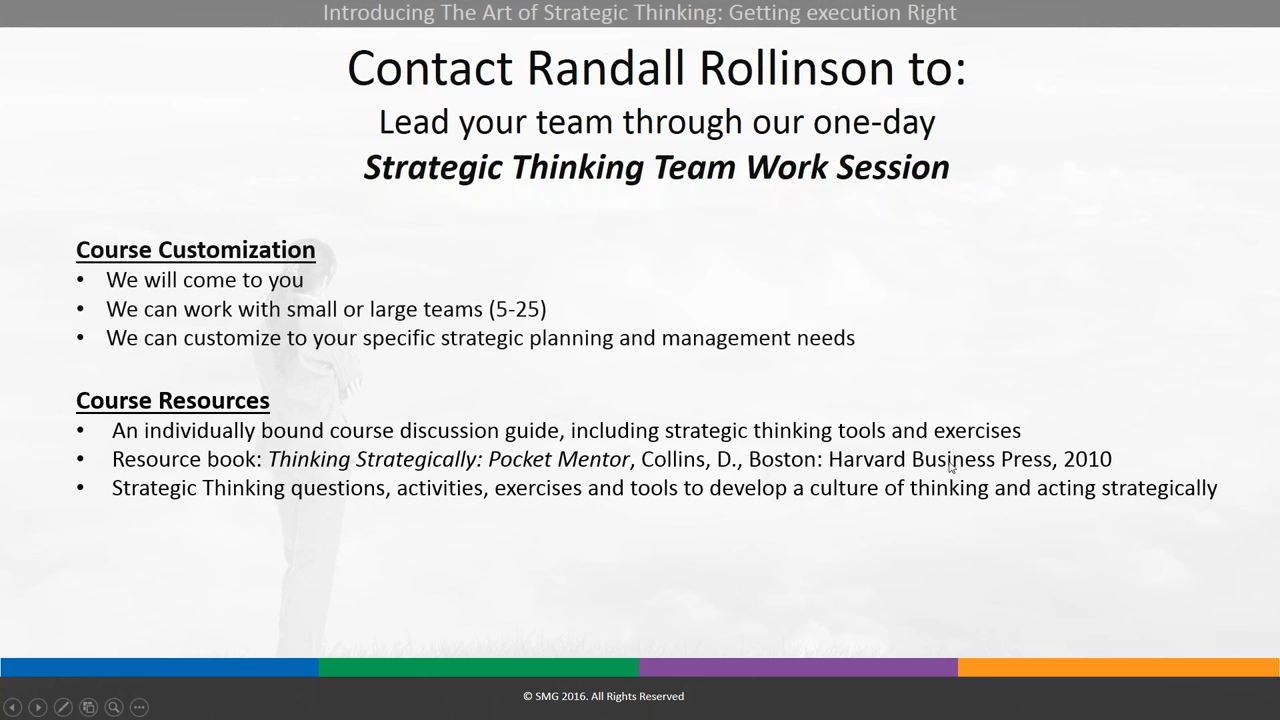 Introducing The Art of Strategic Thinking: Getting execution Right
Contact Randall Rollinson to:
Lead your team through our one-day
Strategic Thinking Team Work Session
Course Customization
• We will come to you
• We can work with small or large teams (5-25)
• We can customize to your specific strategic planning and management needs
Course Resources
• An individually bound course discussion guide, including strategic thinking tools and exercises
• Resource book: Thinking Strategically: Pocket Mentor, Collins, D., Boston: Harvard Business Press, 2010
• Strategic Thinking questions, activities, exercises and tools to develop a culture of thinking and acting strategically
© SMG 2016. All Rights Reserved